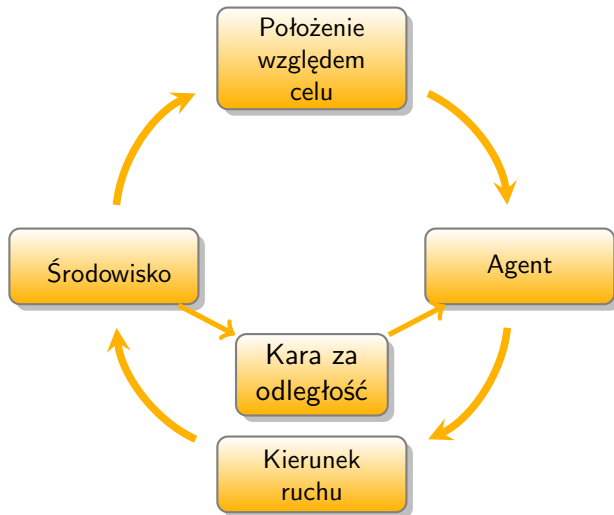 Położenie
względem
celu
Środowisko
Agent
Kara za
odległość
Kierunek
ruchu